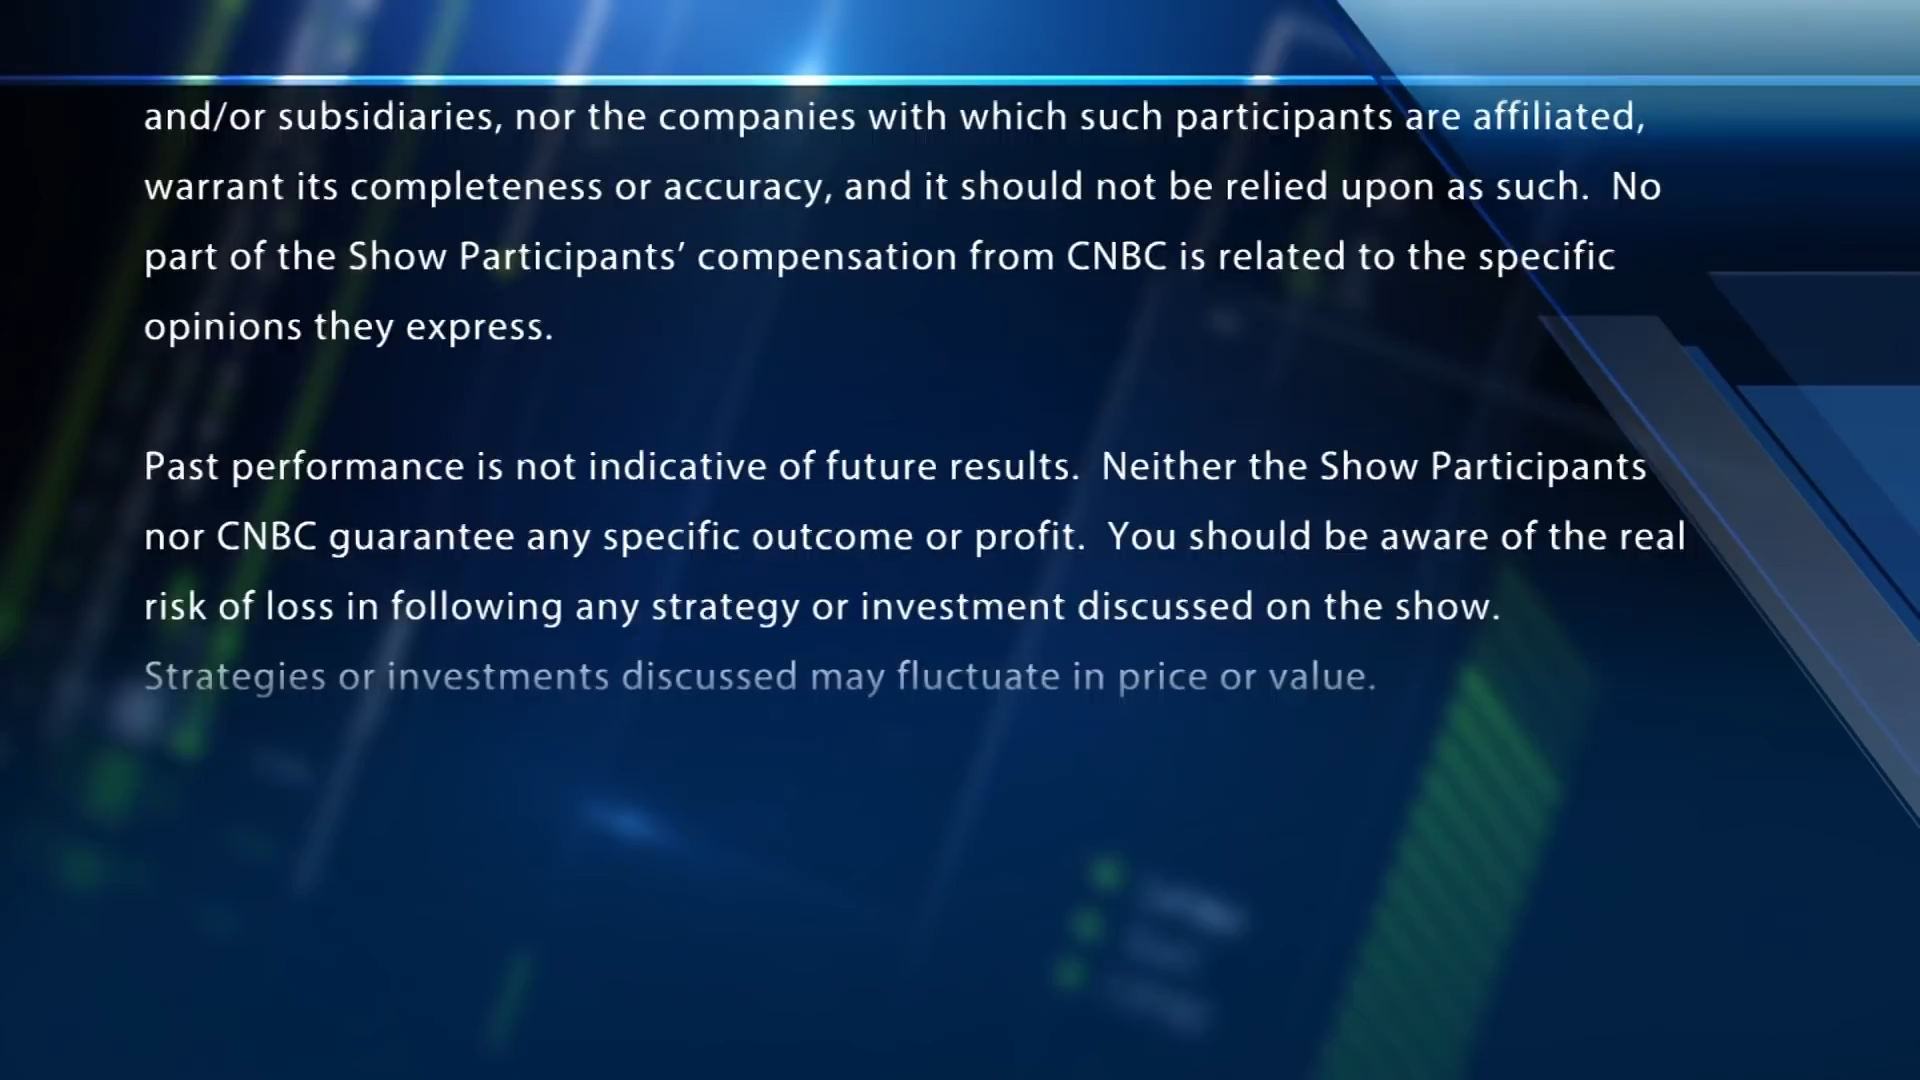 and/or subsidiaries, nor the companies with which such participants are affiliated,
warrant its completeness or accuracy, and it should not be relied upon as such.  No
part of the Show Participants’ compensation from CNBC is related to the specific
opinions they express.
Past performance is not indicative of future results.  Neither the Show Participants
nor CNBC guarantee any specific outcome or profit.  You should be aware of the real
risk of loss in following any strategy or investment discussed on the show.
Strategies or investments discussed may fluctuate in price or value.